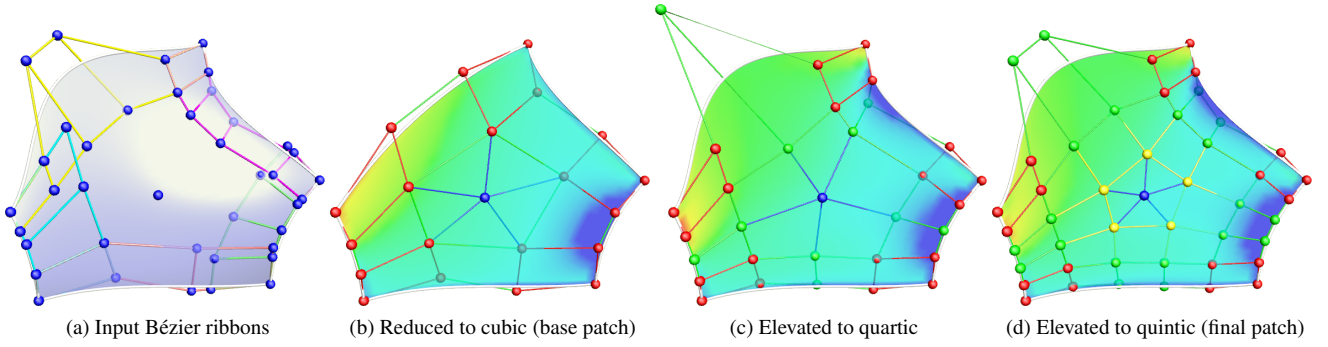 (a) Input Bézier ribbons
(b) Reduced to cubic (base patch)
(c) Elevated to quartic
(d) Elevated to quintic (final patch)